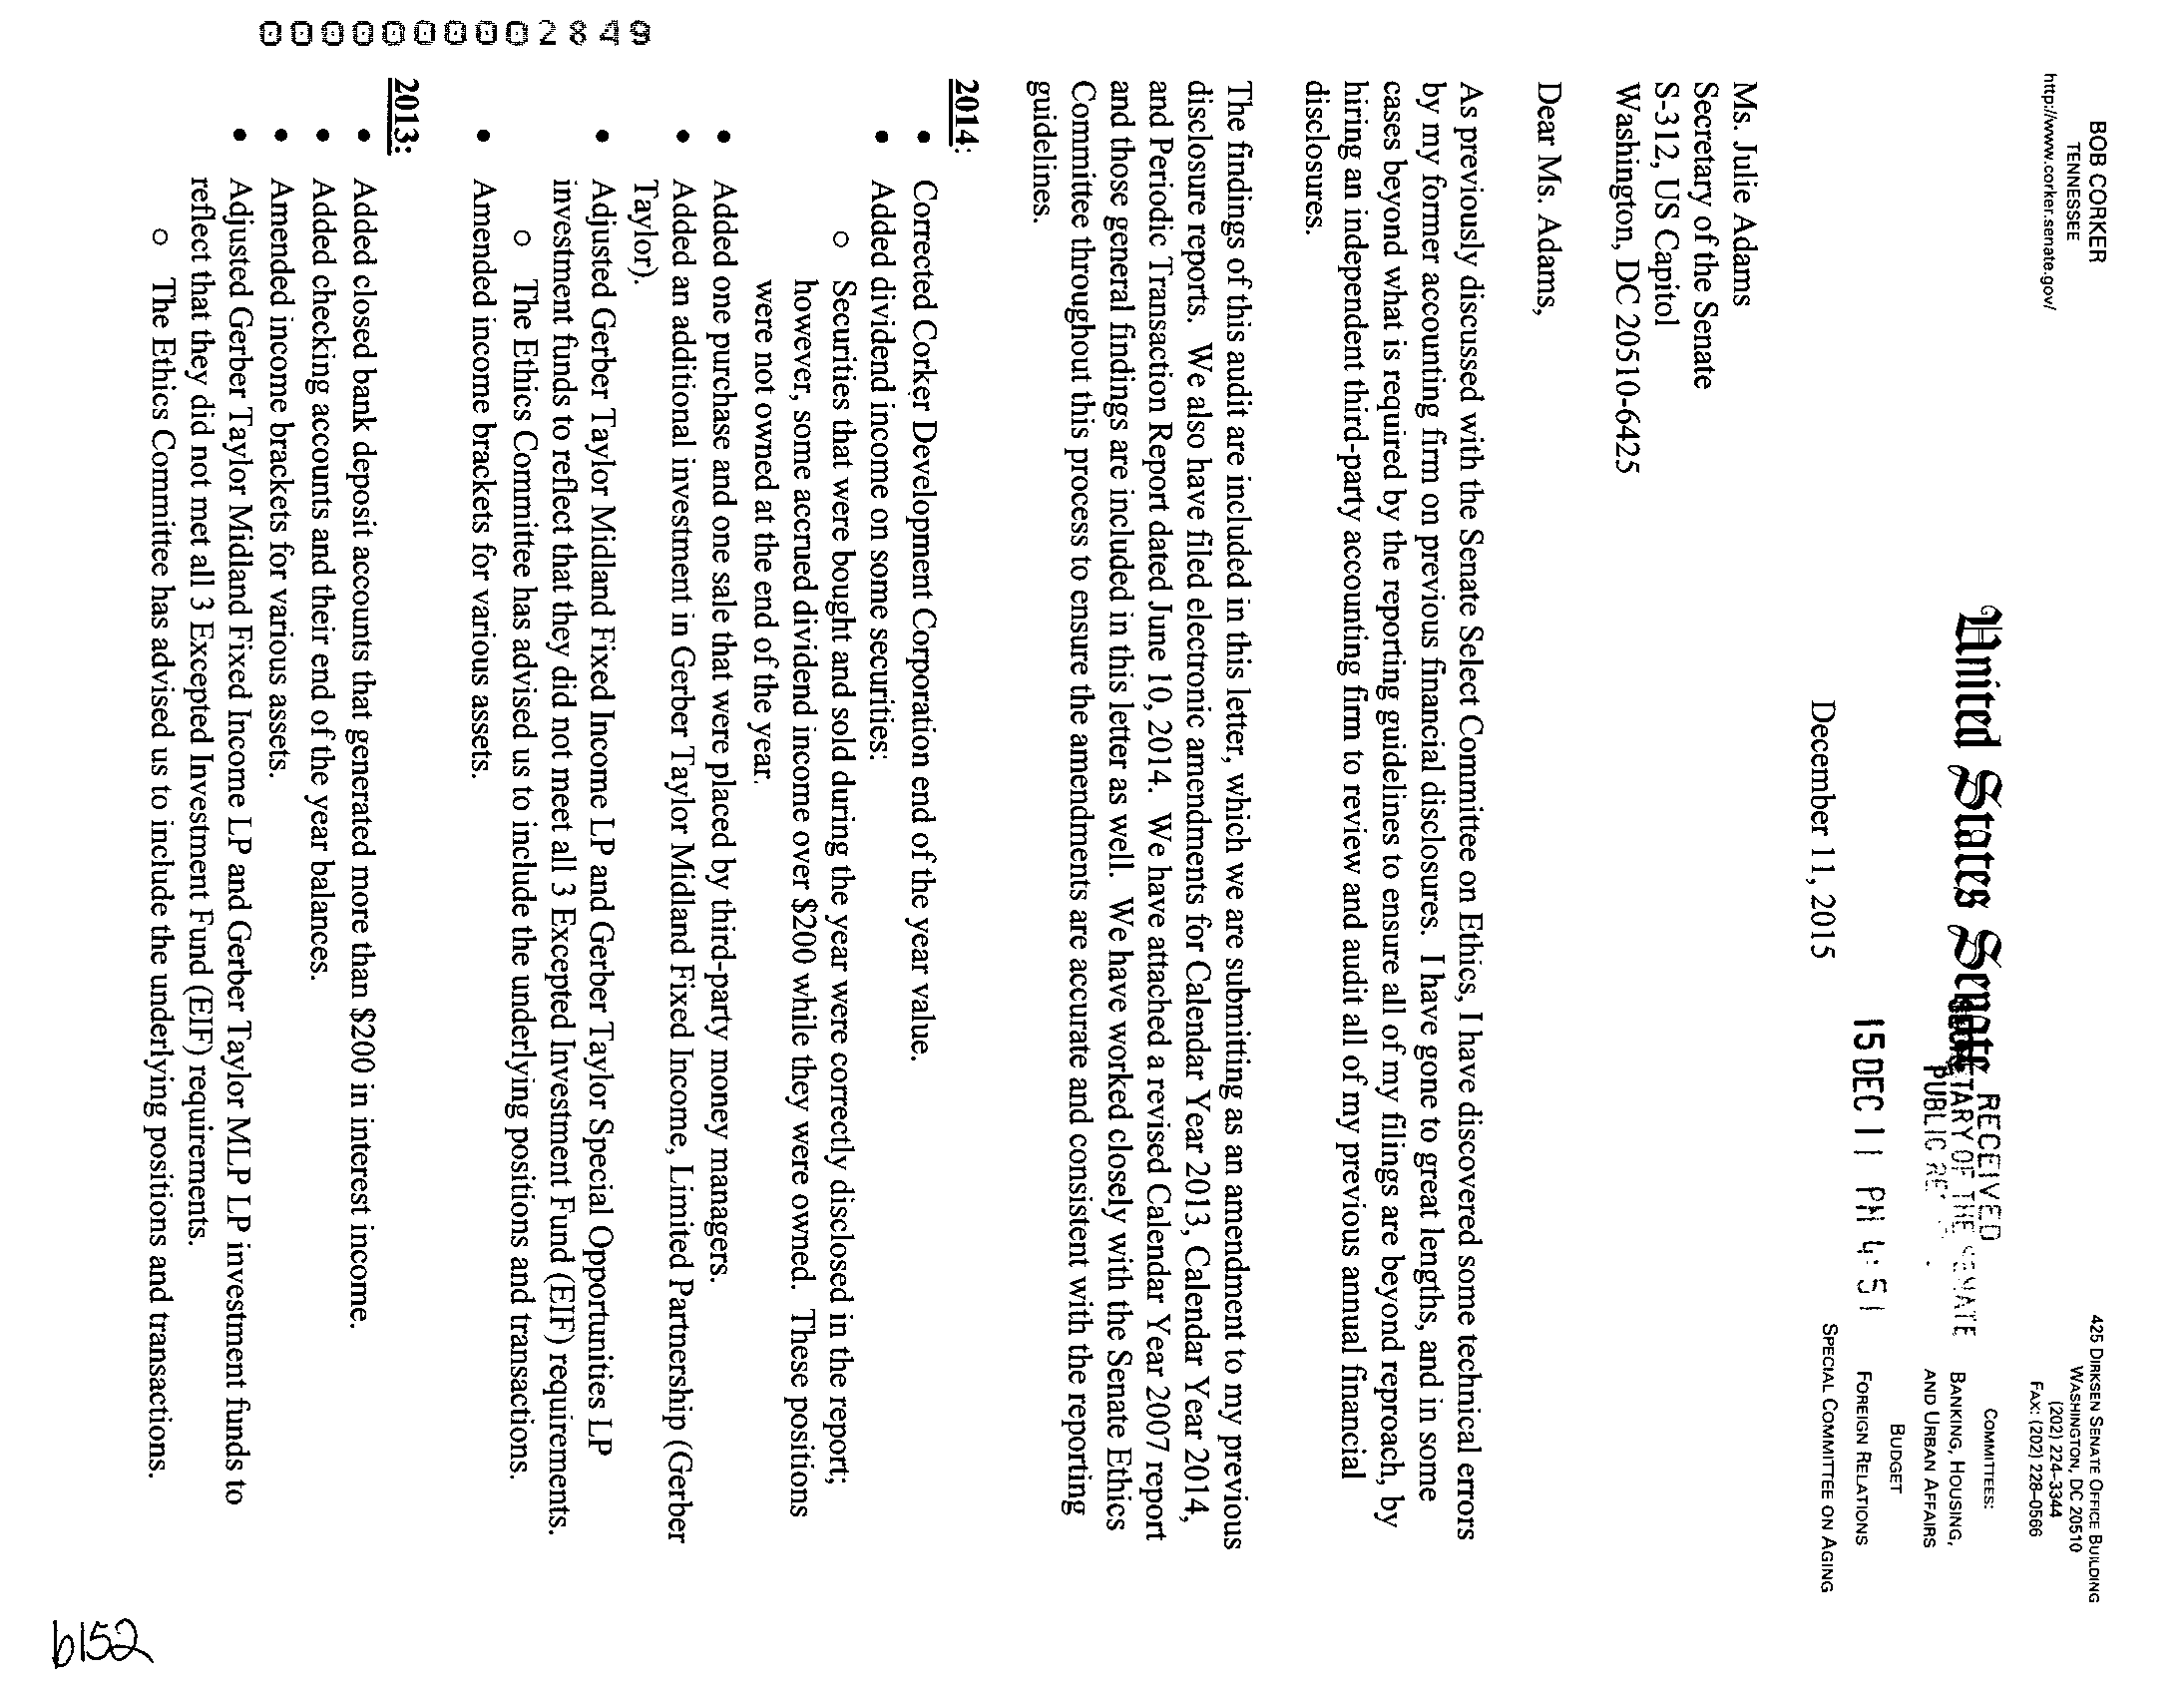 BOB CORKER
TENNESSEE
http://www.corker.senate.gov/
United States Senate
425 DIRKSEN SENATE OFFICE BUILDING
WASHINGTON, DC 20510
(202) 224-3344
FAX: (202) 228-0566
COMMITTEES:
BANKING, HOUSING,
AND URBAN AFFAIRS
BUDGET
FOREIGN RELATIONS
SPECIAL COMMITTEE ON AGING
RECEIVED
SECRETARY OF THE SENATE
PUBLIC
15 DEC 11 PM 4:51
December 11, 2015
Ms. Julie Adams
Secretary of the Senate
S-312, US Capitol
Washington, DC 20510-6425
Dear Ms. Adams,
As previously discussed with the Senate Select Committee on Ethics, I have discovered some technical errors
by my former accounting firm on previous financial disclosures. I have gone to great lengths, and in some
cases beyond what is required by the reporting guidelines to ensure all of my filings are beyond reproach, by
hiring an independent third-party accounting firm to review and audit all of my previous annual financial
disclosures.
The findings of this audit are included in this letter, which we are submitting as an amendment to my previous
disclosure reports. We also have filed electronic amendments for Calendar Year 2013, Calendar Year 2014,
and Periodic Transaction Report dated June 10, 2014. We have attached a revised Calendar Year 2007 report
and those general findings are included in this letter as well. We have worked closely with the Senate Ethics
Committee throughout this process to ensure the amendments are accurate and consistent with the reporting
guidelines.
2014:
• Corrected Corker Development Corporation end of the year value.
• Added dividend income on some securities:
o Securities that were bought and sold during the year were correctly disclosed in the report;
however, some accrued dividend income over $200 while they were owned. These positions
were not owned at the end of the year.
• Added one purchase and one sale that were placed by third-party money managers.
• Added an additional investment in Gerber Taylor Midland Fixed Income, Limited Partnership (Gerber
Taylor).
• Adjusted Gerber Taylor Midland Fixed Income LP and Gerber Taylor Special Opportunities LP
investment funds to reflect that they did not meet all 3 Excepted Investment Fund (EIF) requirements.
o The Ethics Committee has advised us to include the underlying positions and transactions.
• Amended income brackets for various assets.
2013:
• Added closed bank deposit accounts that generated more than $200 in interest income.
• Added checking accounts and their end of the year balances.
• Amended income brackets for various assets.
• Adjusted Gerber Taylor Midland Fixed Income LP and Gerber Taylor MLP LP investment funds to
reflect that they did not met all 3 Excepted Investment Fund (EIF) requirements.
o The Ethics Committee has advised us to include the underlying positions and transactions.
0000000002849
b152